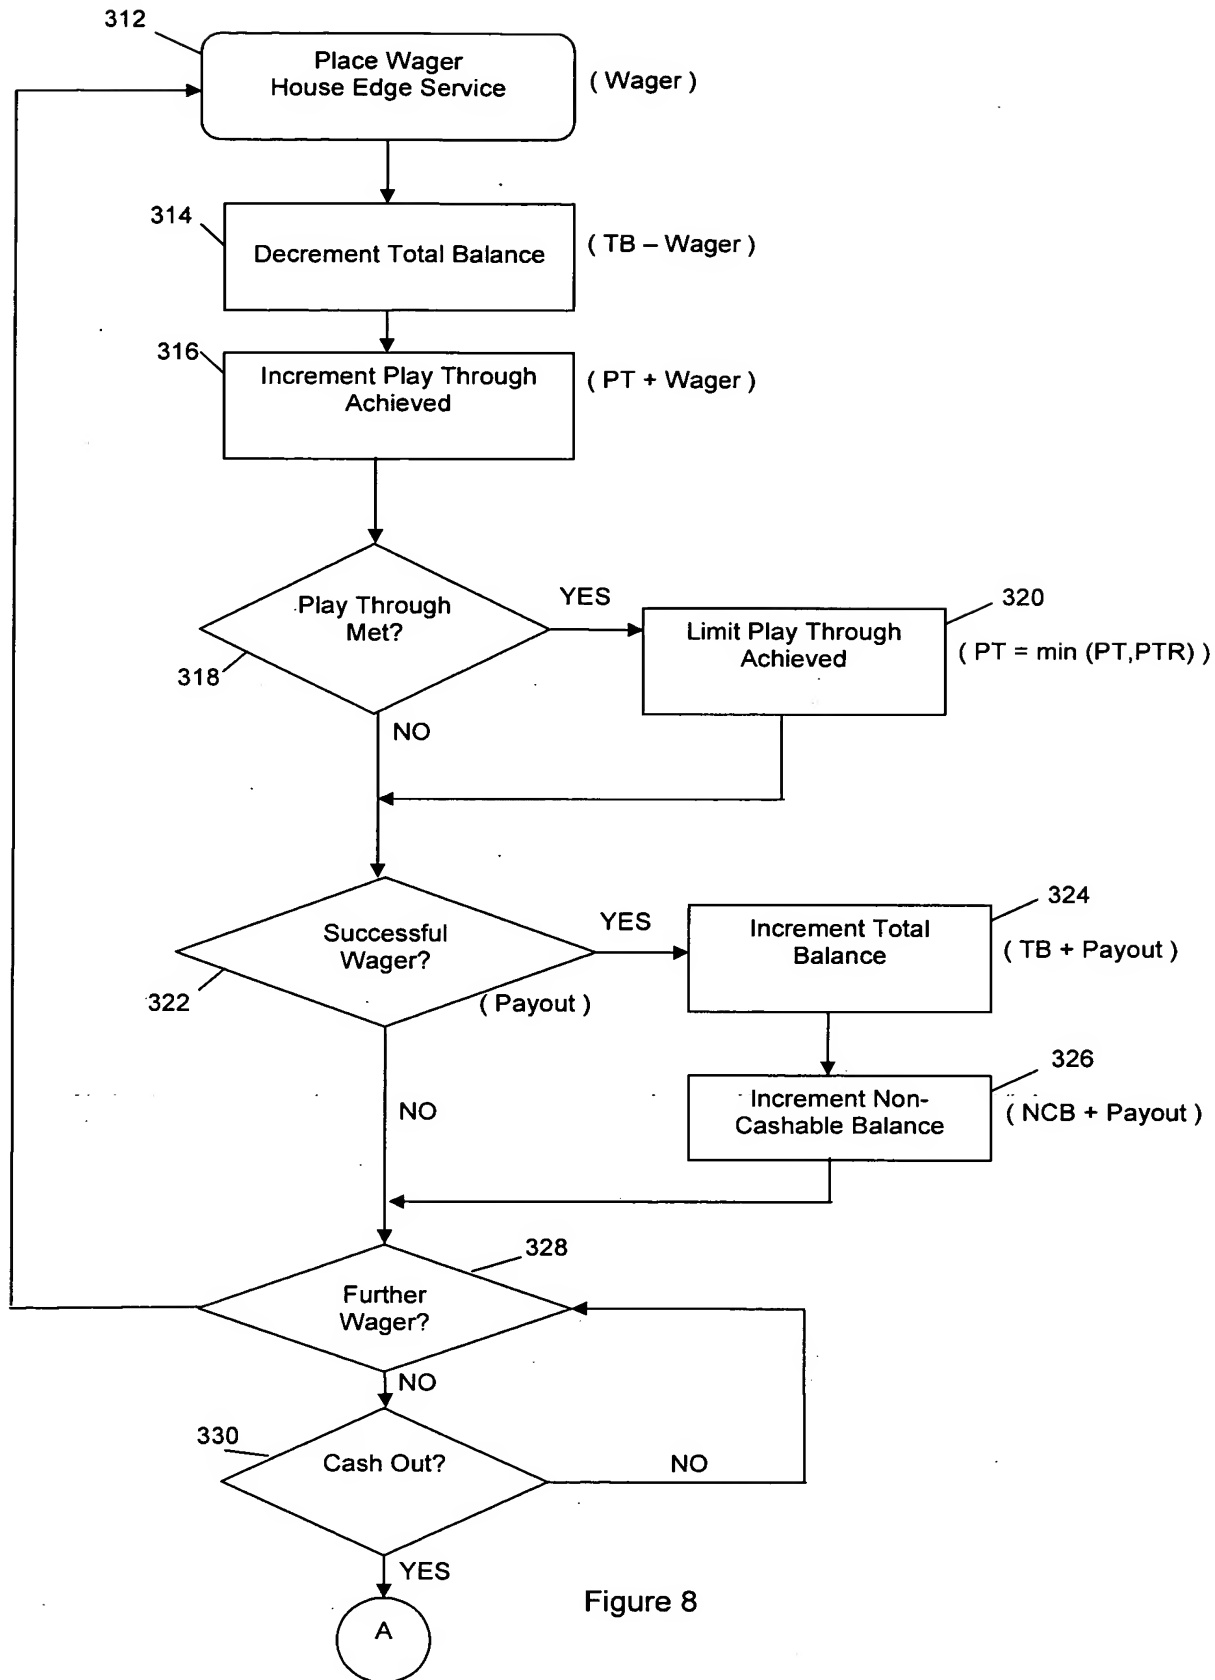 312
Place Wager
House Edge Service
( Wager )
314
Decrement Total Balance
( TB – Wager )
316
Increment Play Through
Achieved
( PT + Wager )
Play Through
Met?
318
YES
NO
Limit Play Through
Achieved
320
( PT = min (PT,PTR) )
Successful
Wager?
322
( Payout )
YES
NO
Increment Total
Balance
324
( TB + Payout )
Increment Non-
Cashable Balance
326
( NCB + Payout )
Further
Wager?
328
NO
330
Cash Out?
NO
YES
A
Figure 8